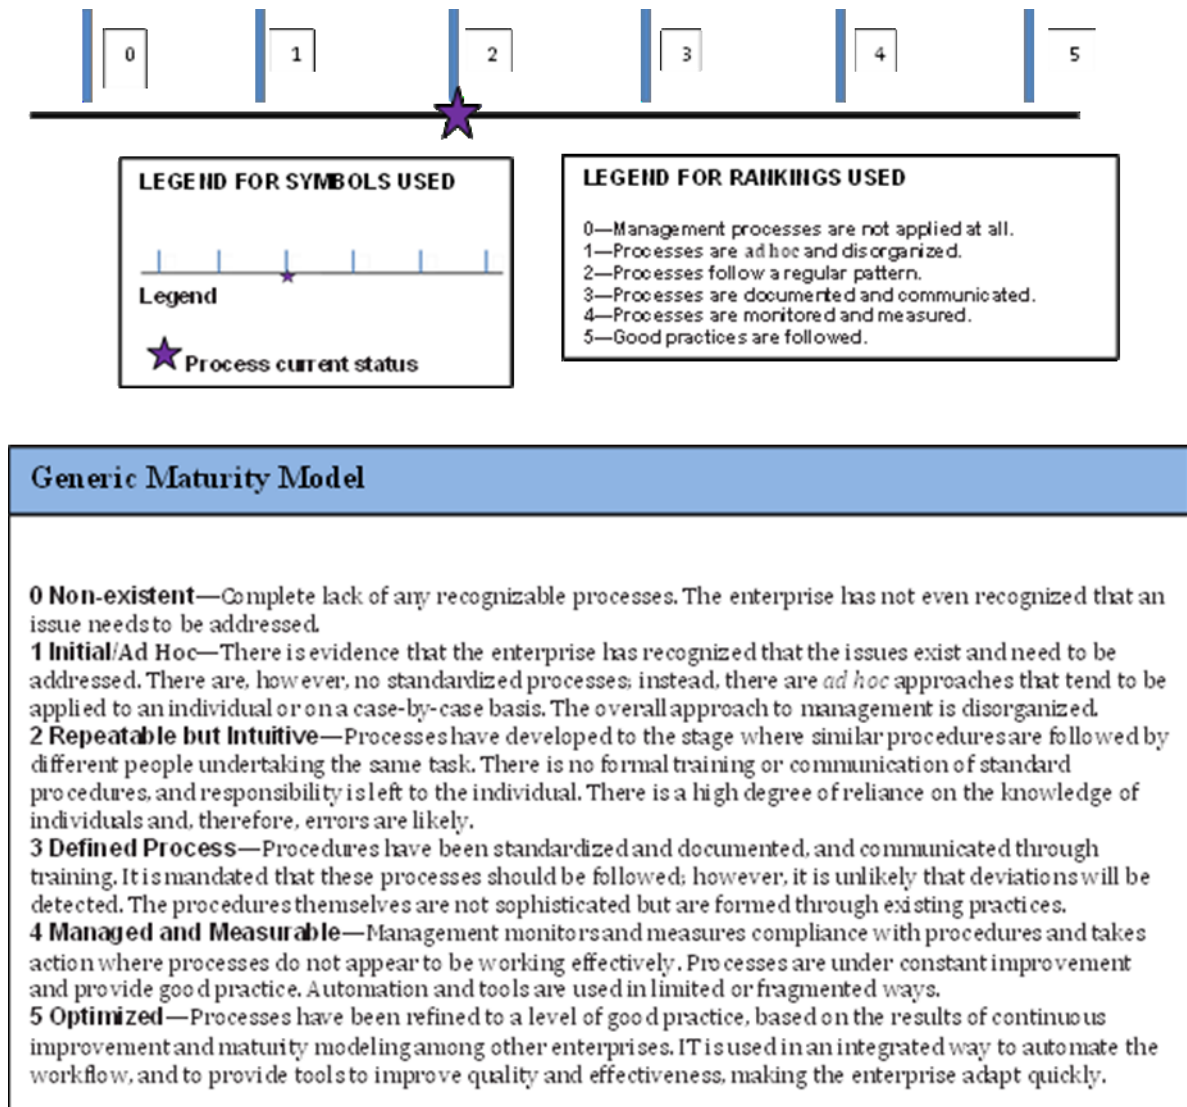 0
1
2
3
4
5
LEGEND FOR SYMBOLS USED
Legend
Process current status
LEGEND FOR RANKINGS USED
0—Management processes are not applied at all.
1—Processes are ad hoc and disorganized.
2—Processes follow a regular pattern.
3—Processes are documented and communicated.
4—Processes are monitored and measured.
5—Good practices are followed.
Generic Maturity Model
0 Non-existent—Complete lack of any recognizable processes. The enterprise has not even recognized that an
issue needs to be addressed.
1 Initial/Ad Hoc—There is evidence that the enterprise has recognized that the issues exist and need to be
addressed. There are, however, no standardized processes; instead, there are ad hoc approaches that tend to be
applied to an individual or on a case-by-case basis. The overall approach to management is disorganized.
2 Repeatable but Intuitive—Processes have developed to the stage where similar procedures are followed by
different people undertaking the same task. There is no formal training or communication of standard
procedures, and responsibility is left to the individual. There is a high degree of reliance on the knowledge of
individuals and, therefore, errors are likely.
3 Defined Process—Procedures have been standardized and documented, and communicated through
training. It is mandated that these processes should be followed; however, it is unlikely that deviations will be
detected. The procedures themselves are not sophisticated but are formed through existing practices.
4 Managed and Measurable—Management monitors and measures compliance with procedures and takes
action where processes do not appear to be working effectively. Processes are under constant improvement
and provide good practice. Automation and tools are used in limited or fragmented ways.
5 Optimized—Processes have been refined to a level of good practice, based on the results of continuous
improvement and maturity modeling among other enterprises. IT is used in an integrated way to automate the
workflow, and to provide tools to improve quality and effectiveness, making the enterprise adapt quickly.